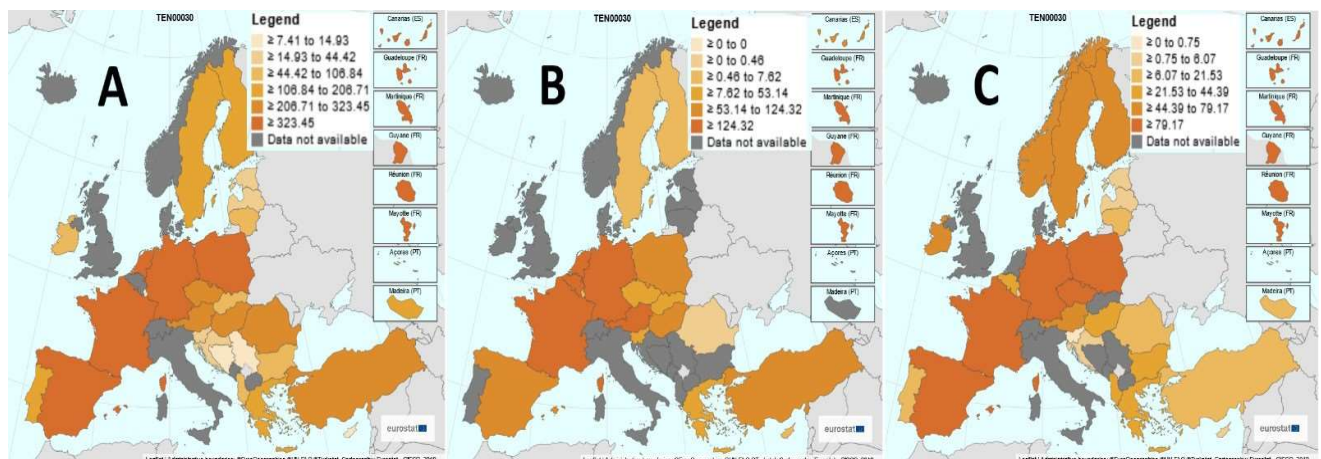 TEN00030
Legend
≥ 7.41 to 14.93
≥ 14.93 to 44.42
≥ 44.42 to 106.84
≥ 106.84 to 206.71
≥ 206.71 to 323.45
≥ 323.45
Data not available
A
Canarias (ES)
Guadeloupe (FR)
Martinique (FR)
Guyane (FR)
Réunion (FR)
Mayotte (FR)
Açores (PT)
Madeira (PT)
eurostat
TEN00030
Legend
≥ 0 to 0
≥ 0 to 0.46
≥ 0.46 to 7.62
≥ 7.62 to 53.14
≥ 53.14 to 124.32
≥ 124.32
Data not available
B
Canarias (ES)
Guadeloupe (FR)
Martinique (FR)
Guyane (FR)
Réunion (FR)
Mayotte (FR)
Açores (PT)
Madeira (PT)
eurostat
TEN00030
Legend
≥ 0 to 0.75
≥ 0.75 to 6.07
≥ 6.07 to 21.53
≥ 21.53 to 44.39
≥ 44.39 to 79.17
≥ 79.17
Data not available
C
Canarias (ES)
Guadeloupe (FR)
Martinique (FR)
Guyane (FR)
Réunion (FR)
Mayotte (FR)
Açores (PT)
Madeira (PT)
eurostat